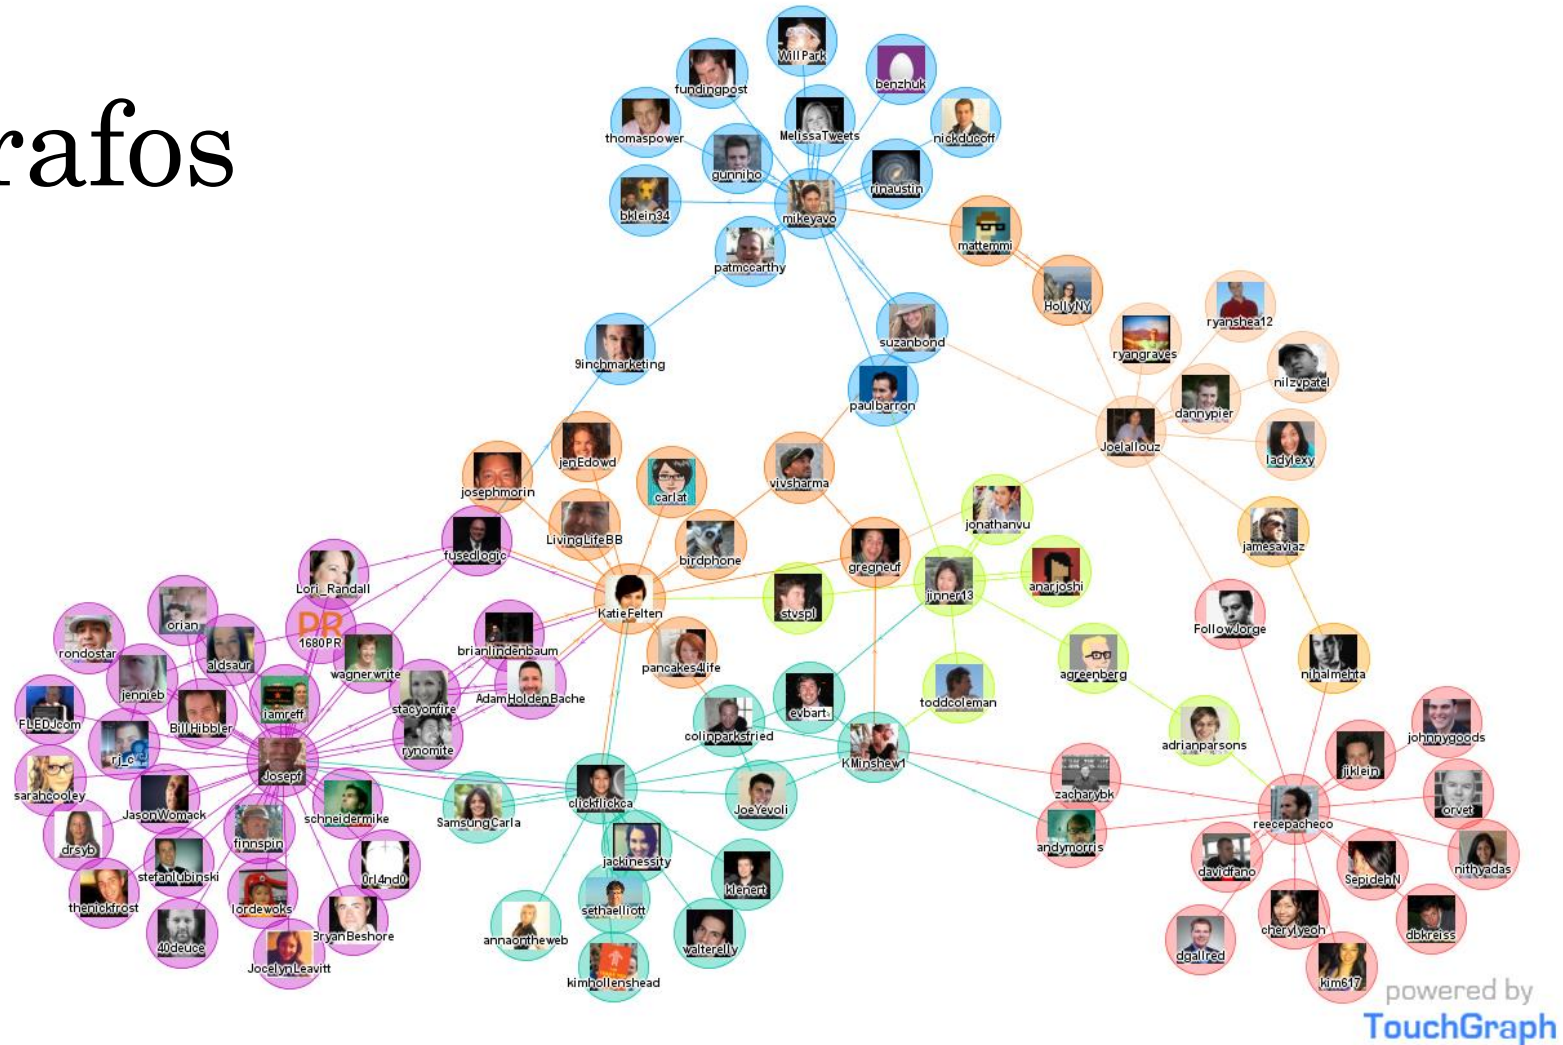 rafos
WillPark
fundingpost
benzhuk
thomaspower
MelissaTweets
nickducoff
gunniho
rinaustin
bklein34
mikeyavo
mattemmi
patmccarthy
HollyNY
ryanshea12
9inchmarketing
suzanbond
ryangraves
nilzvpatel
paulbarron
dannypier
Joelallouz
ladylexy
jenEdowd
josephmorin
carlat
vivsharma
LivingLifeBB
jonathanvu
fusedlogic
birdphone
gregneuf
jamesaviaz
Lori_Randall
KatieFelten
stvspl
jinner13
anarjoshi
orian
PR
1680PR
FollowJorge
rondostar
aldsaur
wagnerwrite
brianlindenbaum
pancakes4life
agreenberg
nihalmehta
jennieb
stacyonfire
AdamHoldenBache
toddcoleman
FLEDJcom
BillHibbler
iamreff
evbart
colinparksfried
adrianparsons
johnnygoods
rj_c
rynomite
KMinshew1
jiklein
Josepf
sarahcooley
clickflickca
zacharybk
JasonWomack
schneidermike
SamsungCarla
JoeYevoli
reecepacheco
orvet
drsyb
finnspin
andymorris
stefanlubinski
0rl4nd0
jackinessity
klenert
davidfano
SepidehN
nithyadas
thenickfrost
lordewoks
sethaelliott
cherylyeoh
dbkreiss
40deuce
BryanBeshore
annaontheweb
walterelly
dgallred
JocelynLeavitt
kimhollenshead
kim617
powered by
TouchGraph